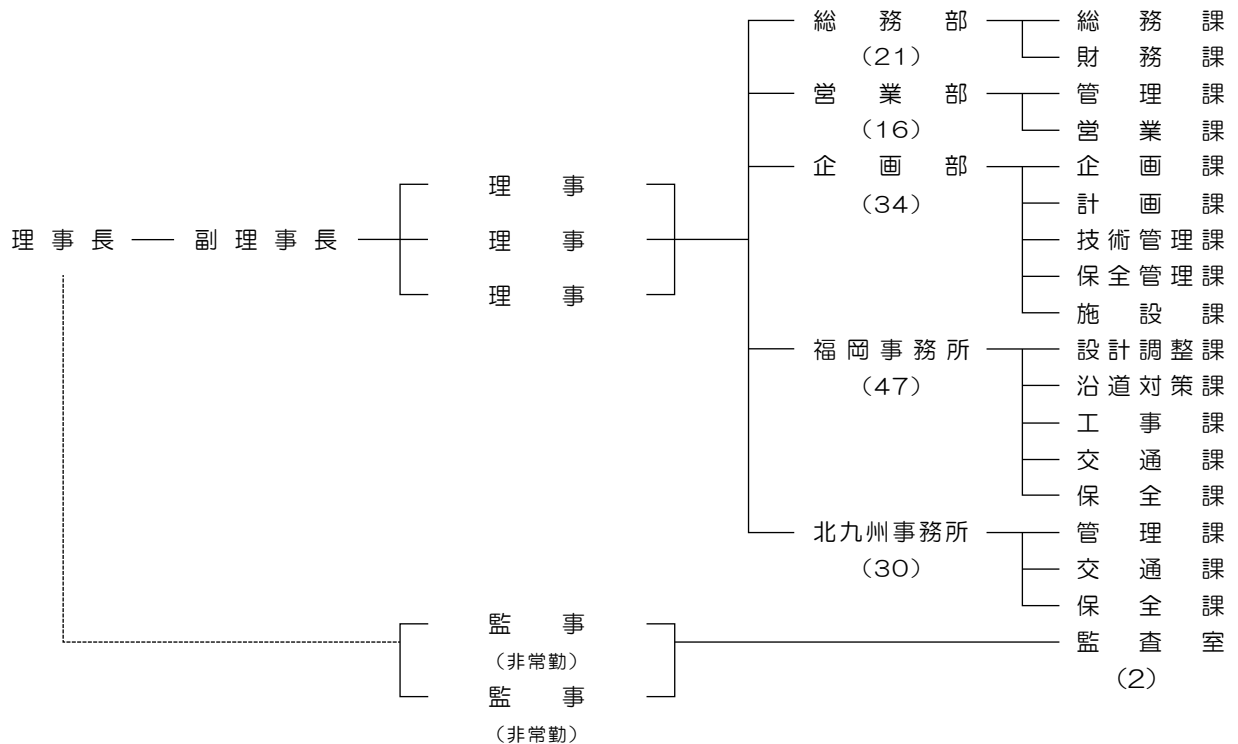 総務部 総務課
(21) 財務課
営業部 管理課
(16) 営業課
企画部 企画課
理事
(34) 計画課
理事長 副理事長 理事 技術管理課
保全管理課
理事
施設課
福岡事務所 設計調整課
(47) 沿道対策課
工事課
交通課
保全課
北九州事務所 管理課
(30) 交通課
保全課
監事
監査室
(非常勤)
(2)
監事
(非常勤)